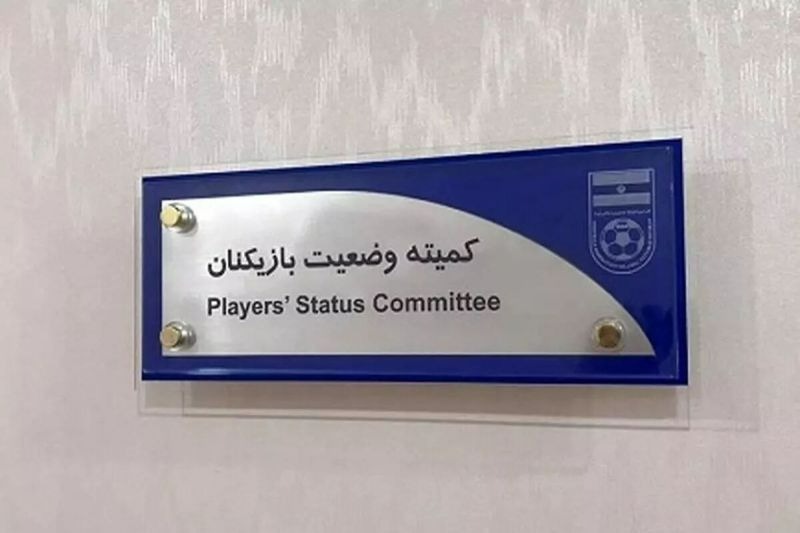 کمیته وضعیت بازیکنان
Players' Status Committee